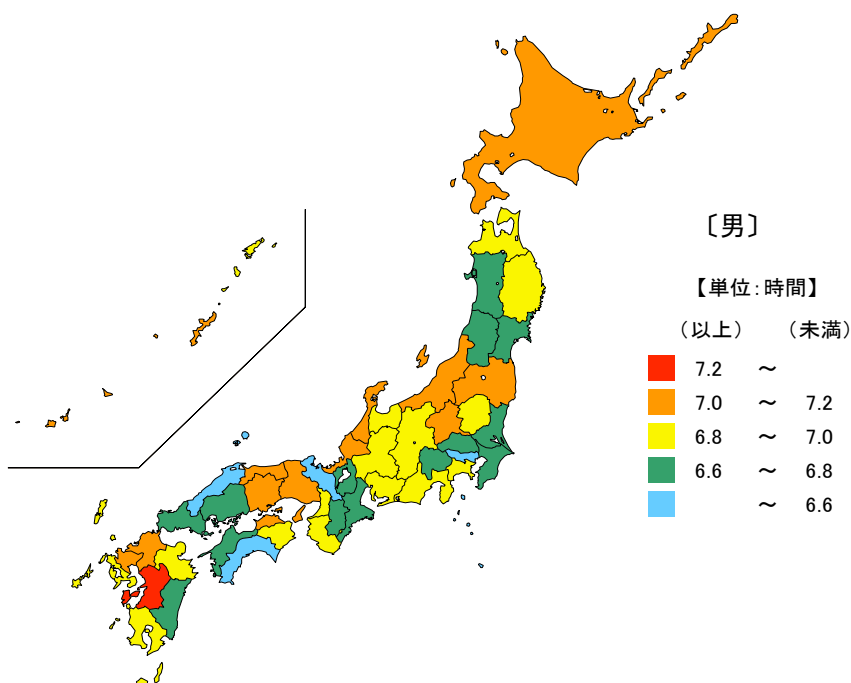 〔男〕
【単位：時間】
（以上） （未満）
7.2 ～
7.0 ～ 7.2
6.8 ～ 7.0
6.6 ～ 6.8
～ 6.6